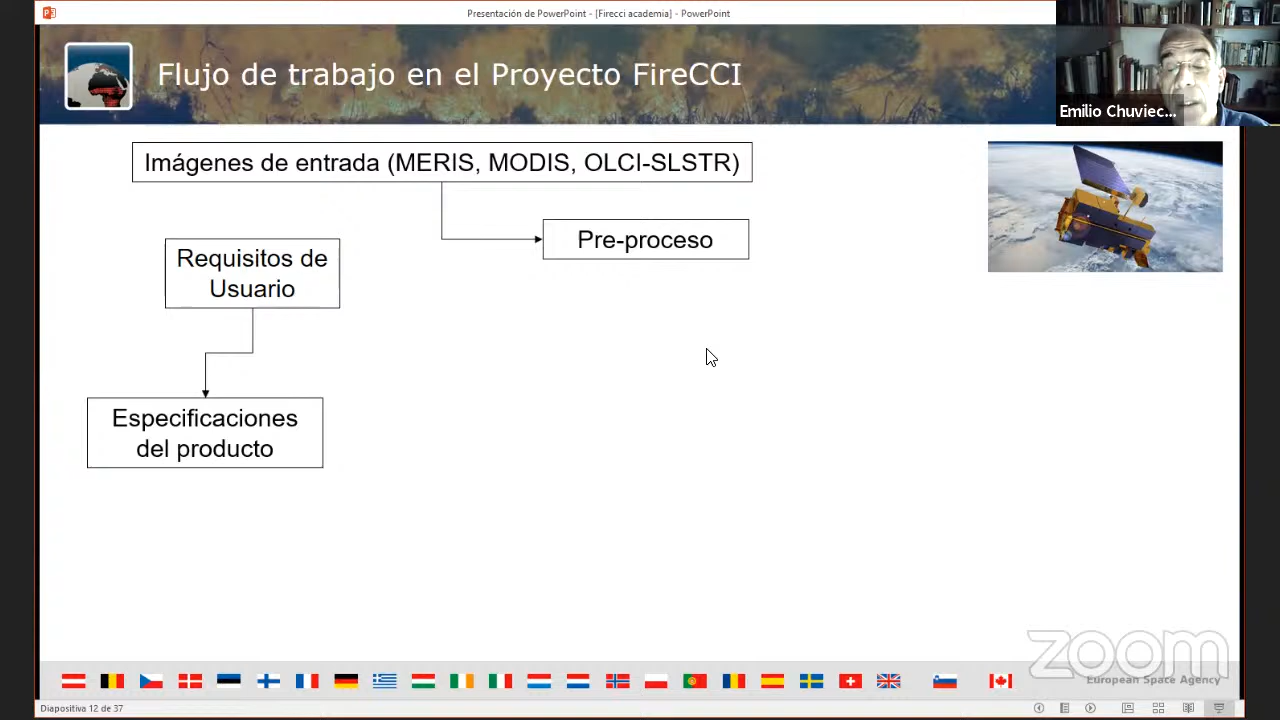 Presentación de PowerPoint - [Firecci academia] - PowerPoint
Flujo de trabajo en el Proyecto FireCCI
Emilio Chuviec...
Imágenes de entrada (MERIS, MODIS, OLCI-SLSTR)
Pre-proceso
Requisitos de
Usuario
Especificaciones
del producto
zoom
European Space Agency
Diapositiva 12 de 37